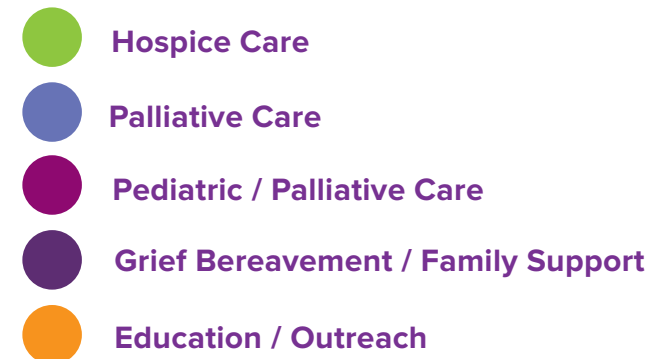 Hospice Care
Palliative Care
Pediatric / Palliative Care
Grief Bereavement / Family Support
Education / Outreach